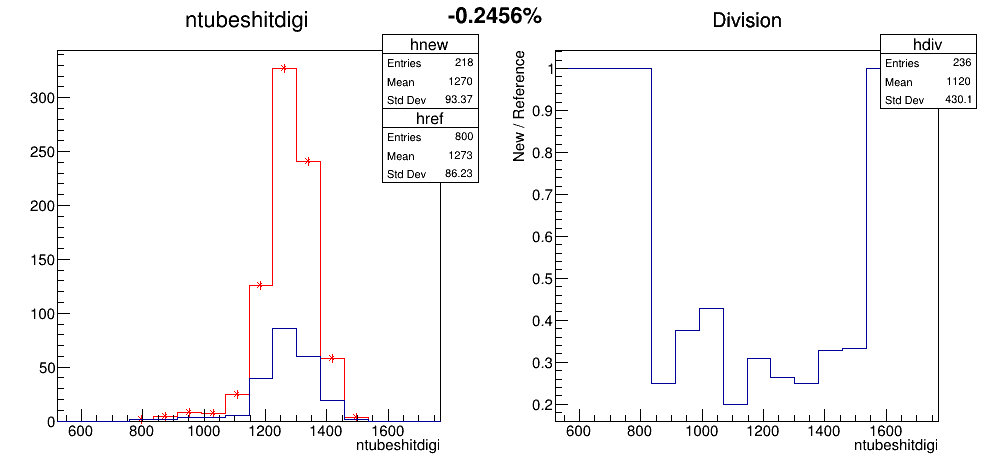 -0.2456%
ntubeshitdigi
hnew
Entries 218
Mean 1270
Std Dev 93.37
href
Entries 800
Mean 1273
Std Dev 86.23
300
250
200
150
100
50
0
600 800 1000 1200 1400 1600
ntubeshitdigi
Division
hdiv
Entries 236
Mean 1120
Std Dev 430.1
New / Reference
1
0.9
0.8
0.7
0.6
0.5
0.4
0.3
0.2
600 800 1000 1200 1400 1600
ntubeshitdigi